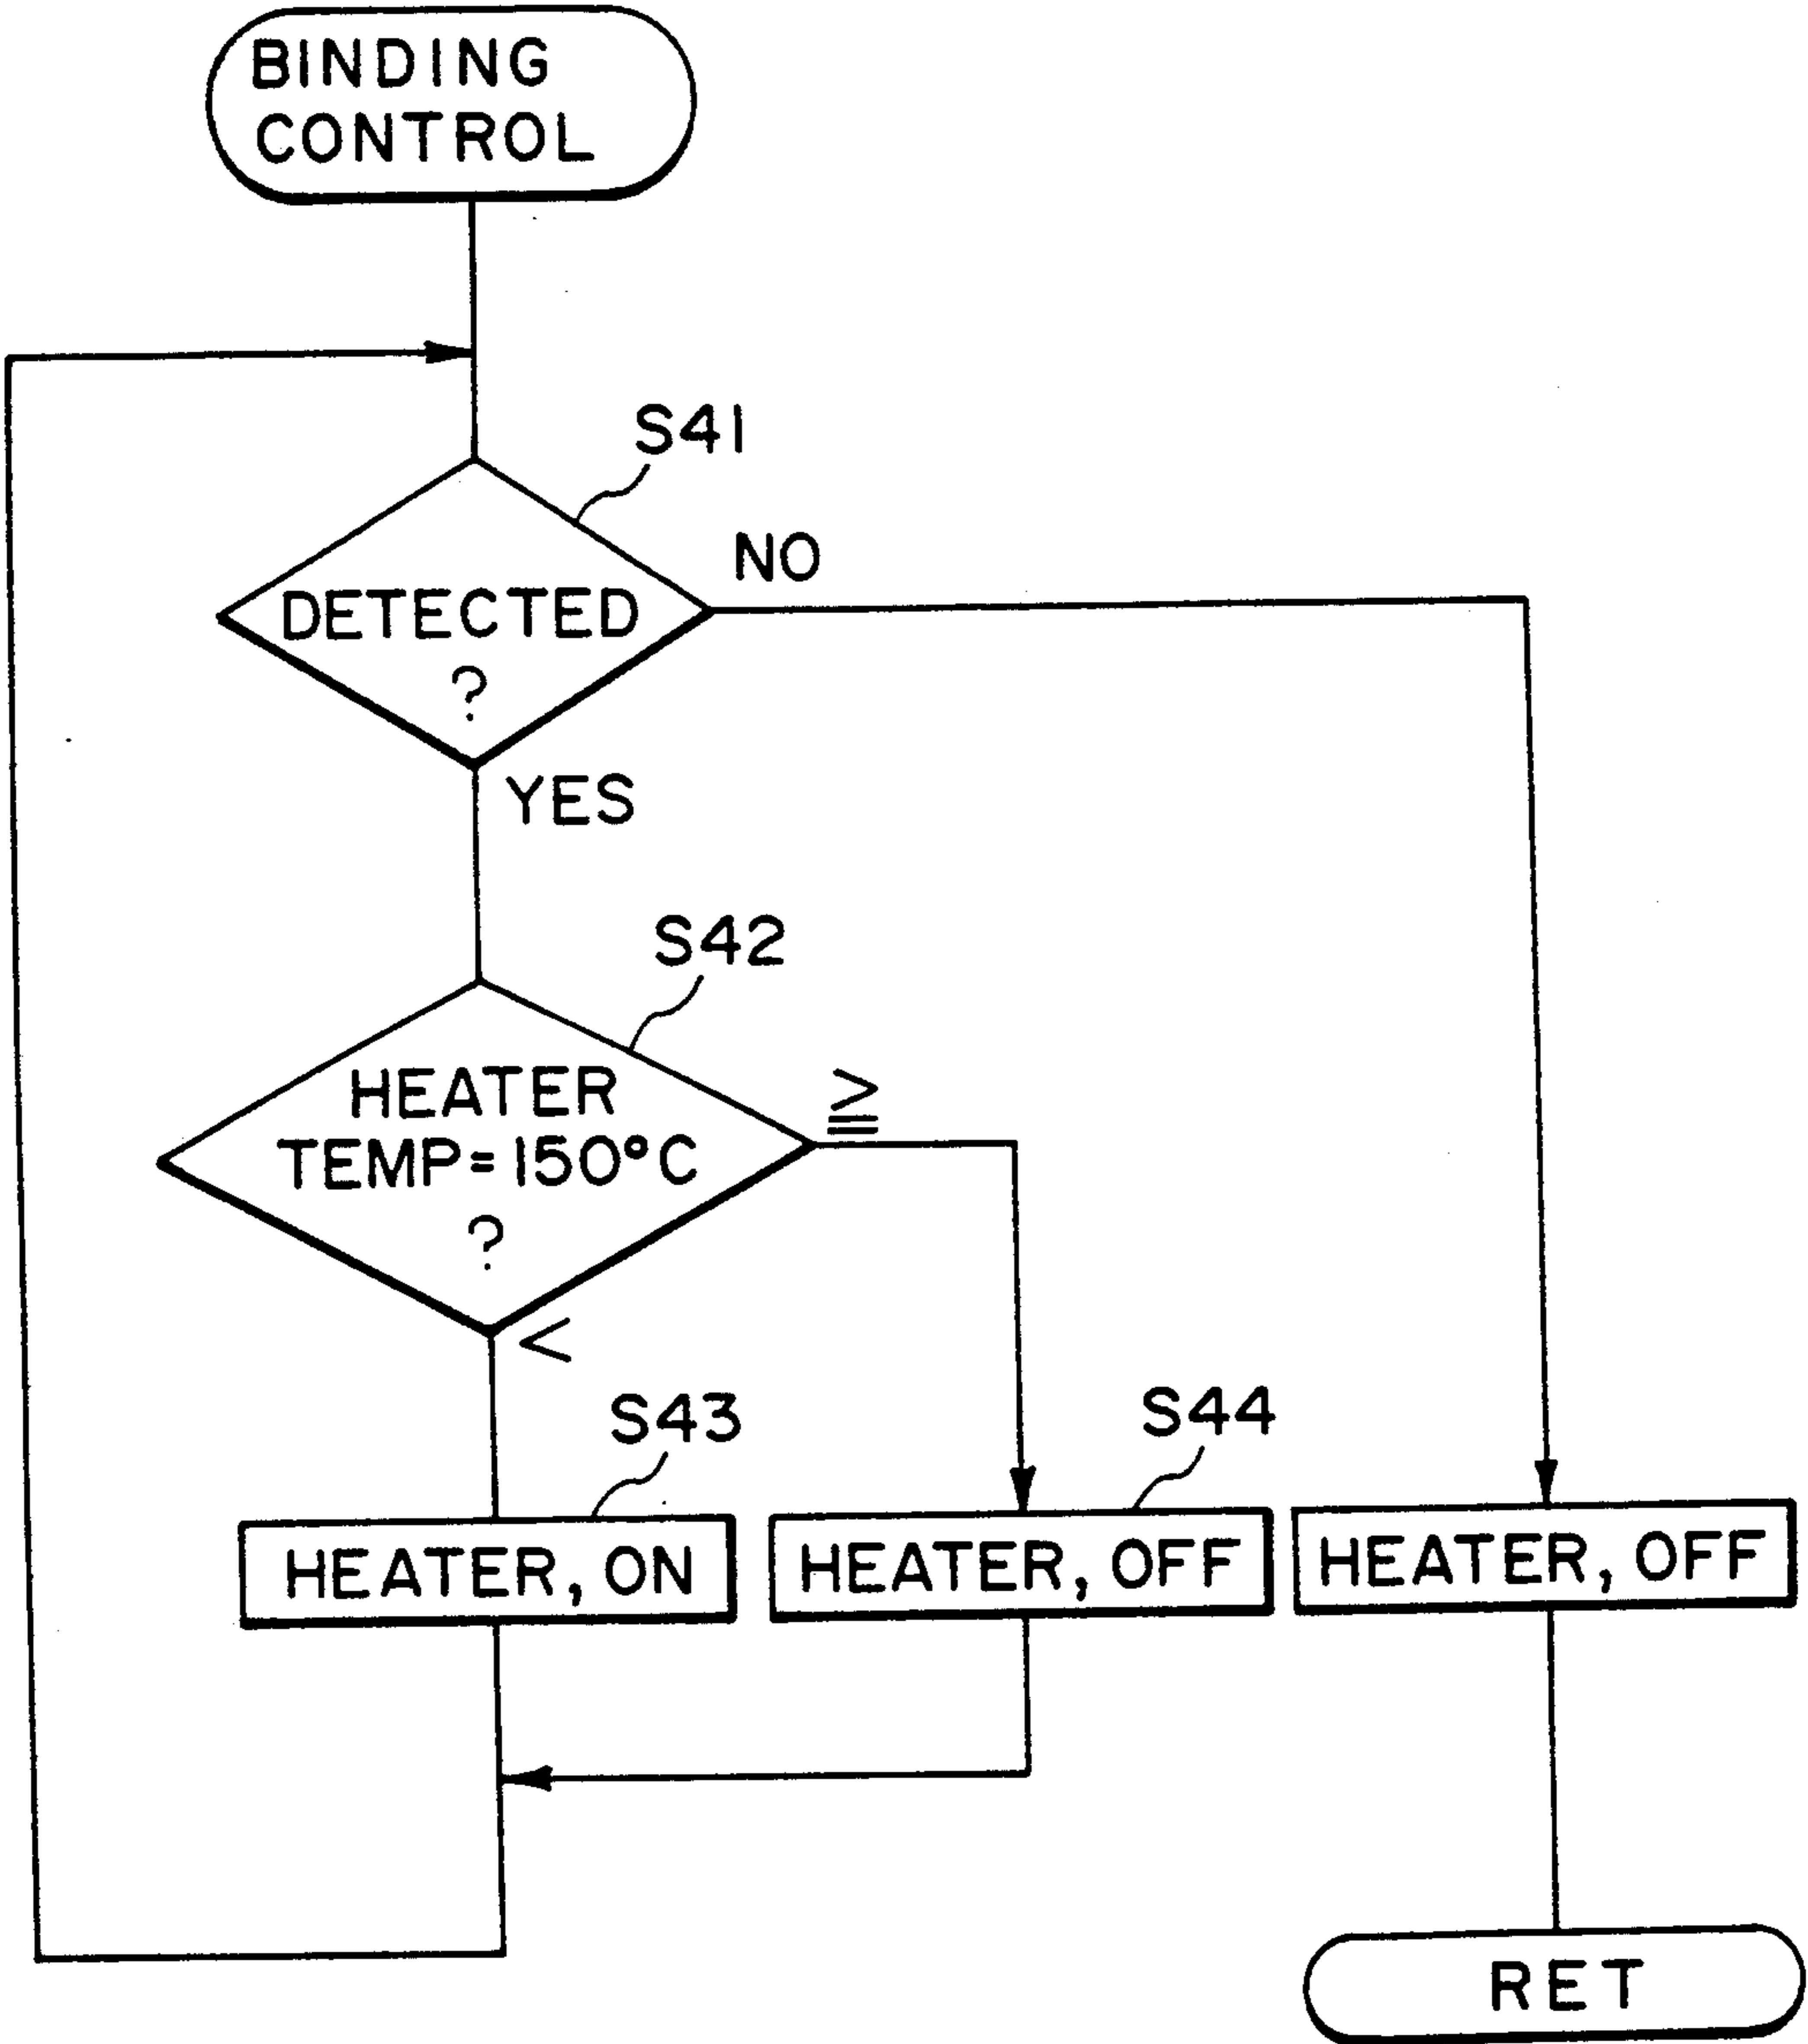 BINDING
CONTROL
S41
NO
DETECTED
?
YES
S42
HEATER
TEMP=150°C
?
≧
<
S43
S44
HEATER, ON
HEATER, OFF
HEATER, OFF
RET